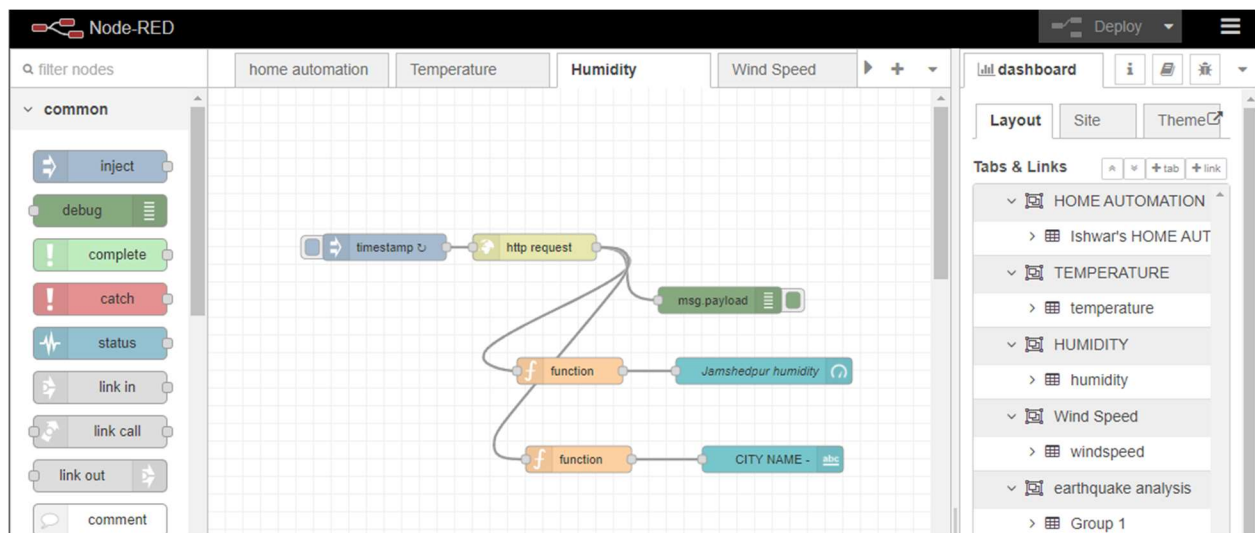 Node-RED
Deploy
filter nodes
home automation
Temperature
Humidity
Wind Speed
dashboard
i
common
Layout
Site
Theme
inject
Tabs & Links
+ tab
+ link
debug
HOME AUTOMATION
complete
Ishwar's HOME AUT
timestamp ↻
http request
TEMPERATURE
catch
msg.payload
temperature
status
HUMIDITY
f
function
Jamshedpur humidity
link in
humidity
link call
Wind Speed
f
function
CITY NAME -
abc
windspeed
link out
earthquake analysis
comment
Group 1